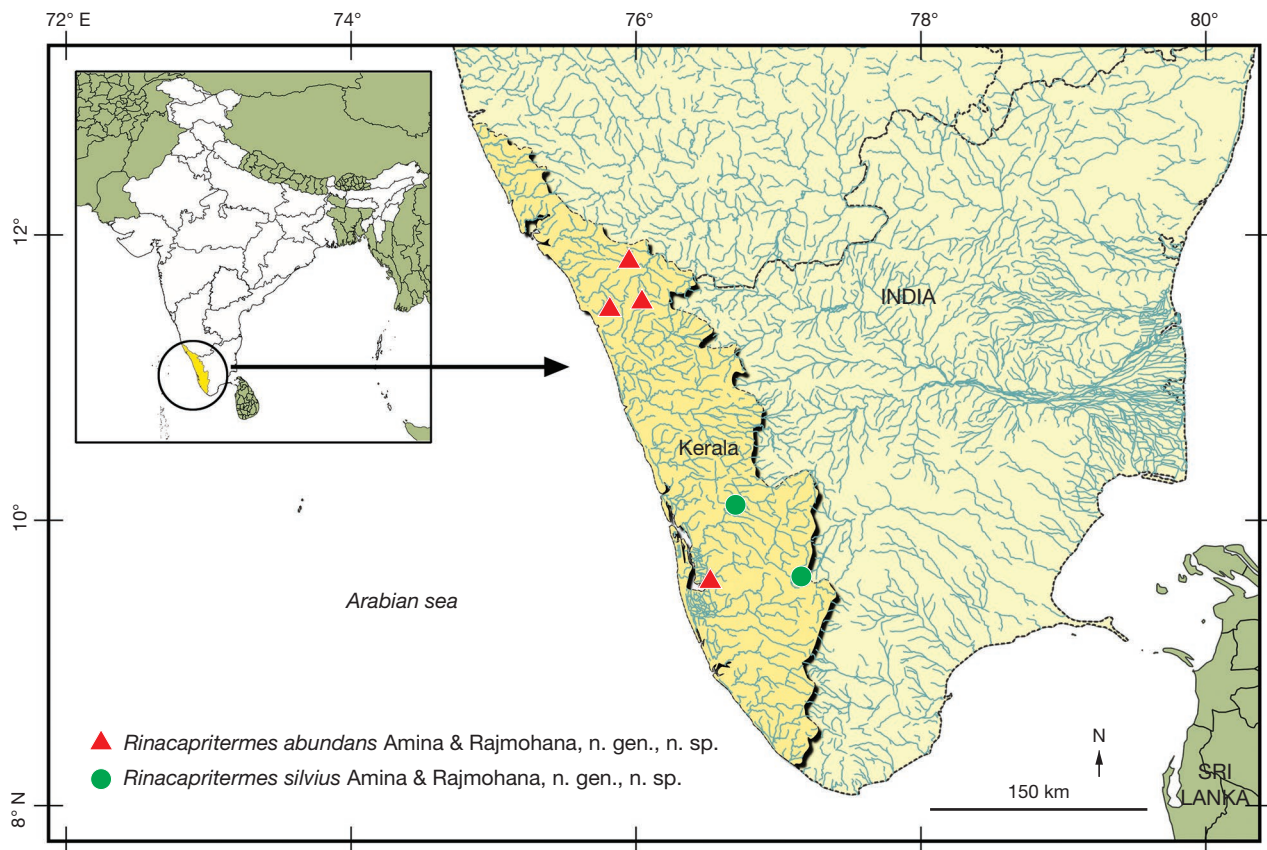 72° E
74°
76°
78°
80°
12°
INDIA
Kerala
10°
Arabian sea
Rinacapritermes abundans Amina & Rajmohana, n. gen., n. sp.
Rinacapritermes silvius Amina & Rajmohana, n. gen., n. sp.
N
150 km
SRI
LANKA
8° N